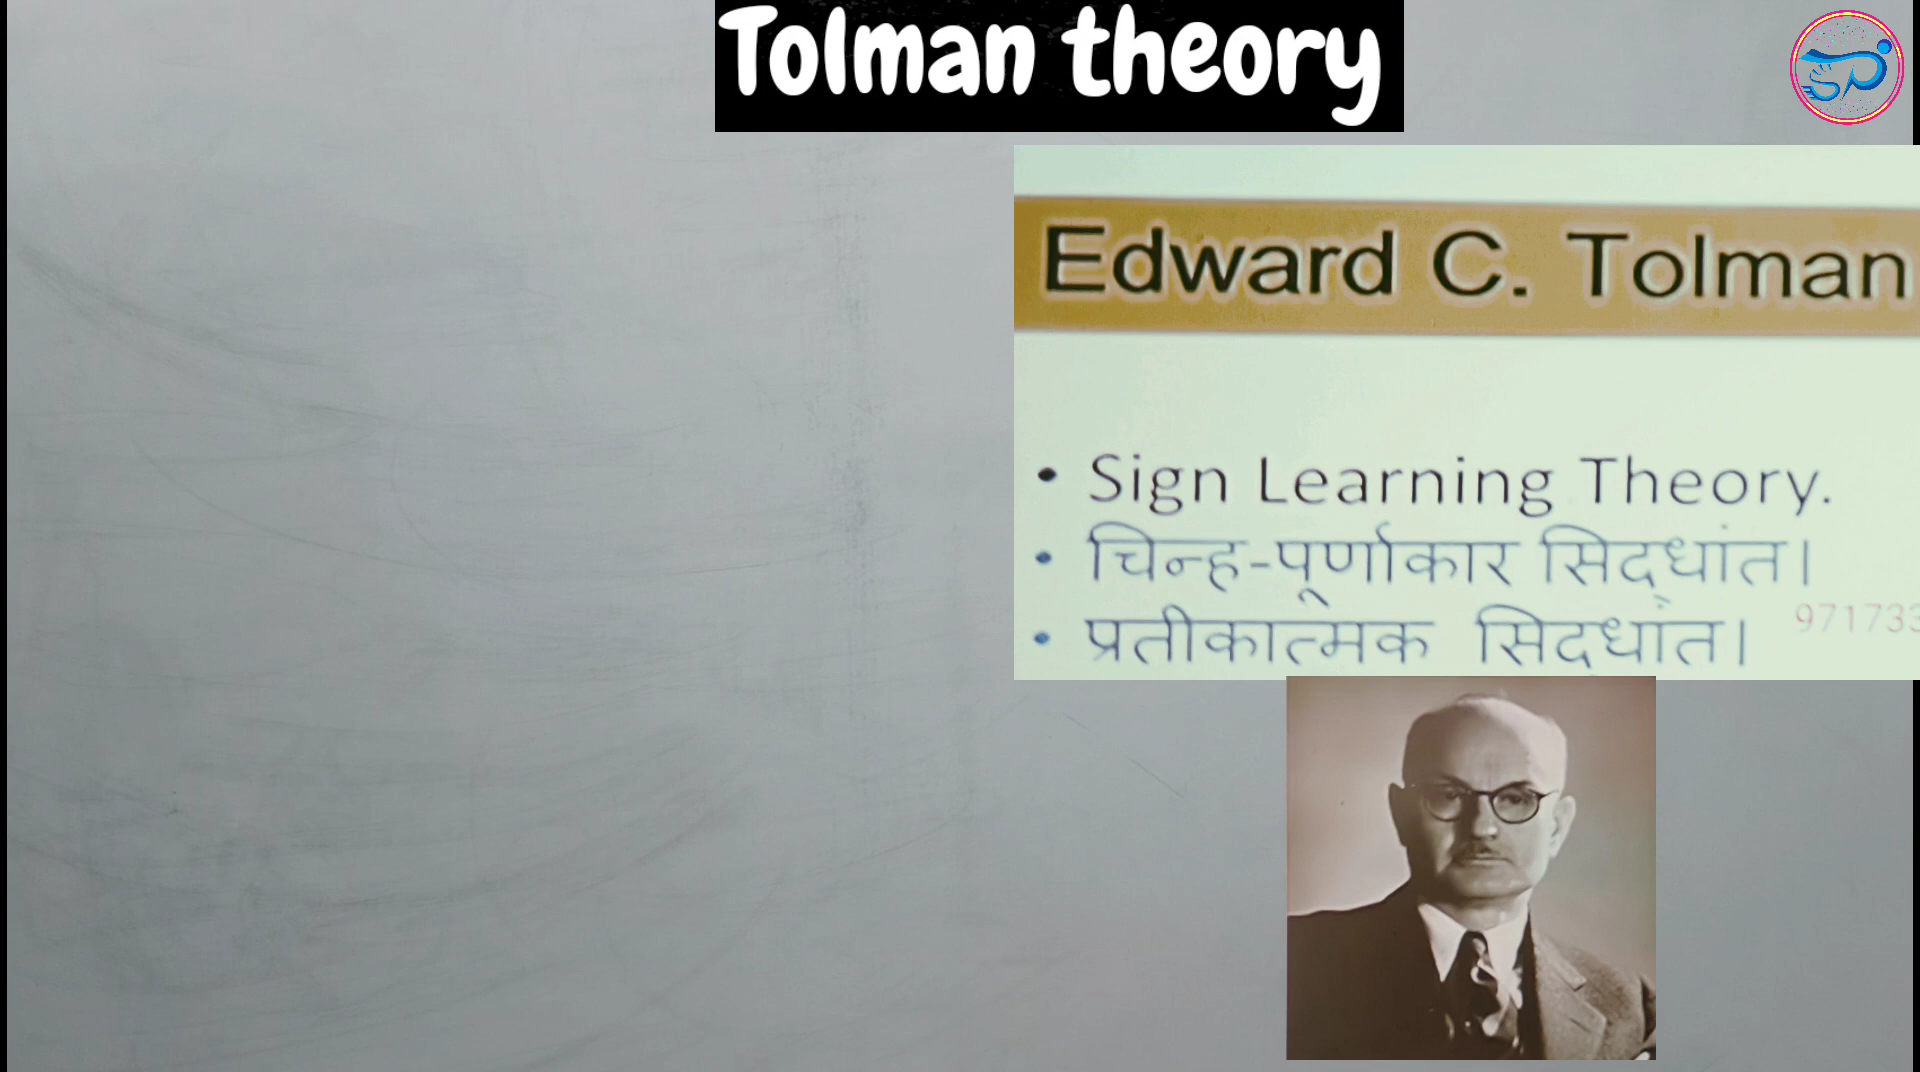 Tolman theory
Edward C. Tolman
• Sign Learning Theory.
• चिन्ह-पूर्णाकार सिद्धांत।
• प्रतीकात्मक सिद्धांत।
971733